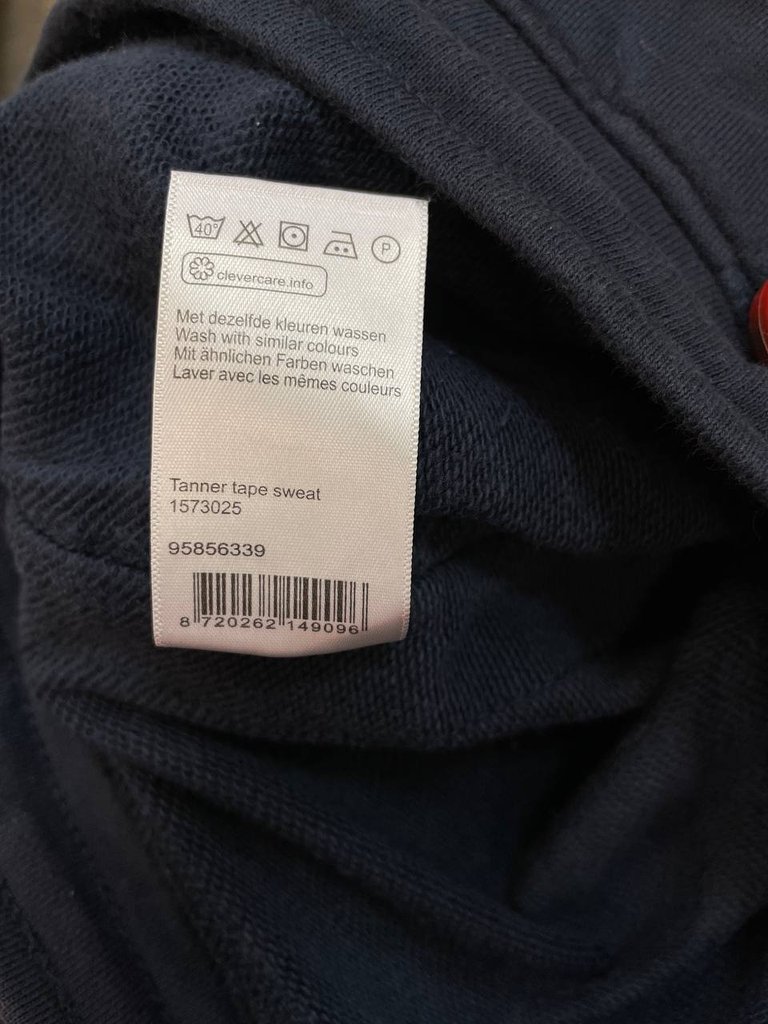 40°
P
clevercare.info
Met dezelfde kleuren wassen
Wash with similar colours
Mit ähnlichen Farben waschen
Laver avec les mêmes couleurs
Tanner tape sweat
1573025
95856339
8 720262 149096